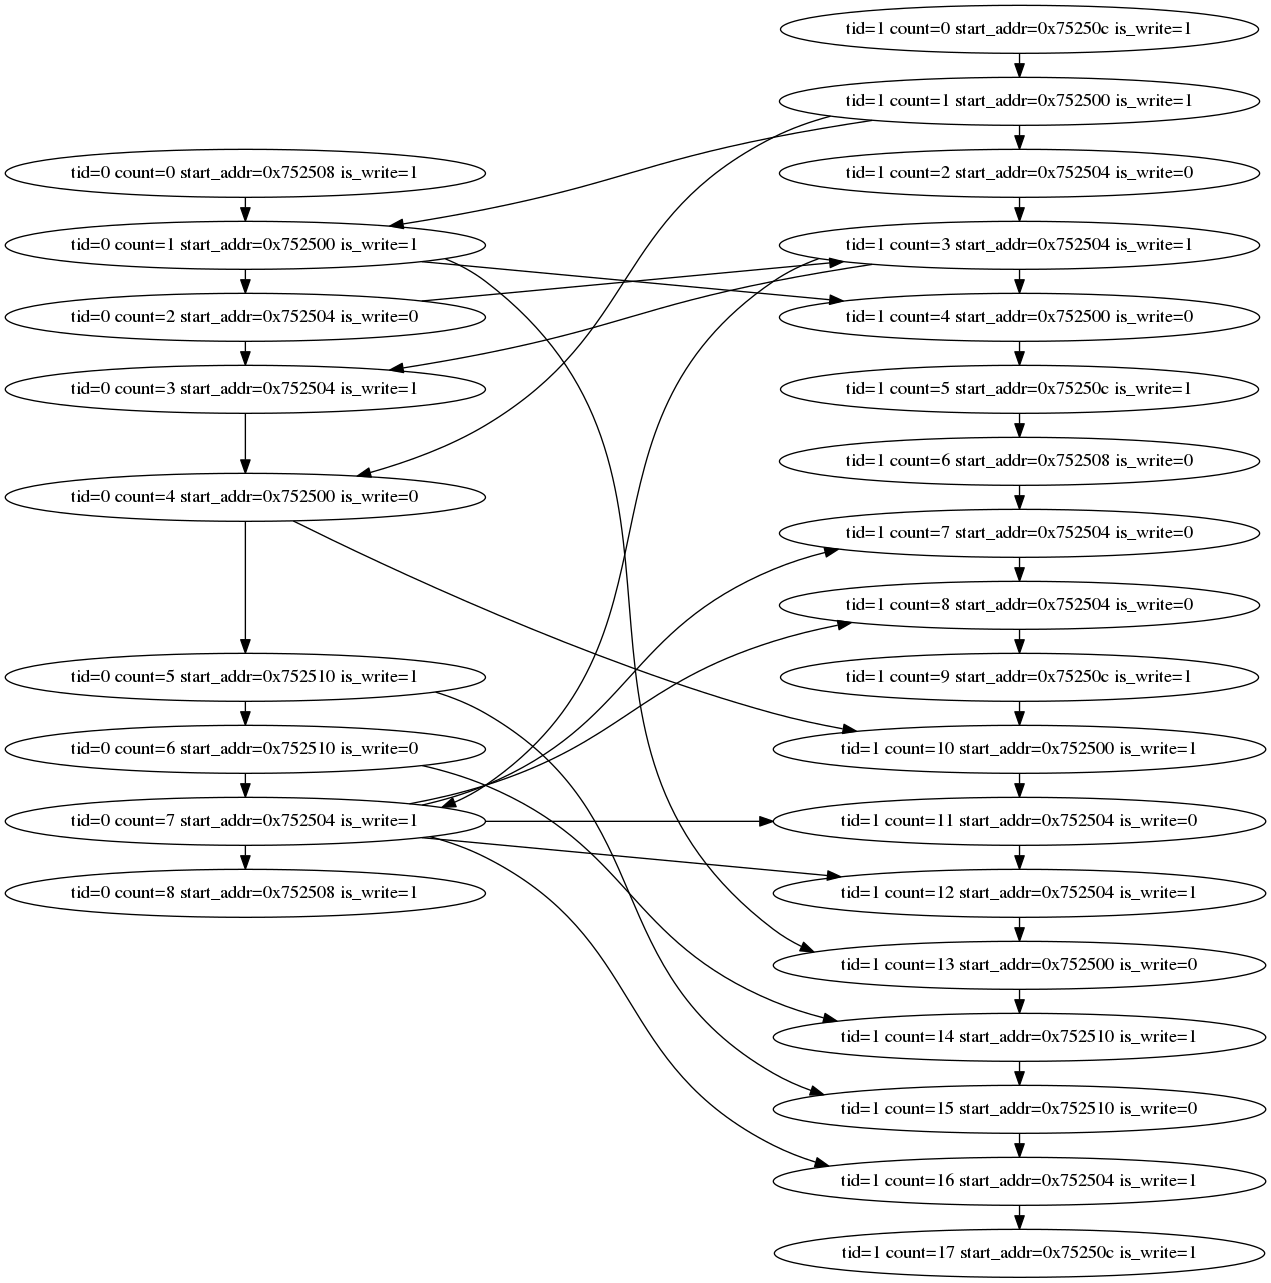 tid=1 count=0 start_addr=0x75250c is_write=1
tid=1 count=1 start_addr=0x752500 is_write=1
tid=0 count=0 start_addr=0x752508 is_write=1
tid=1 count=2 start_addr=0x752504 is_write=0
tid=0 count=1 start_addr=0x752500 is_write=1
tid=1 count=3 start_addr=0x752504 is_write=1
tid=0 count=2 start_addr=0x752504 is_write=0
tid=1 count=4 start_addr=0x752500 is_write=0
tid=0 count=3 start_addr=0x752504 is_write=1
tid=1 count=5 start_addr=0x75250c is_write=1
tid=1 count=6 start_addr=0x752508 is_write=0
tid=0 count=4 start_addr=0x752500 is_write=0
tid=1 count=7 start_addr=0x752504 is_write=0
tid=1 count=8 start_addr=0x752504 is_write=0
tid=0 count=5 start_addr=0x752510 is_write=1
tid=1 count=9 start_addr=0x75250c is_write=1
tid=0 count=6 start_addr=0x752510 is_write=0
tid=1 count=10 start_addr=0x752500 is_write=1
tid=0 count=7 start_addr=0x752504 is_write=1
tid=1 count=11 start_addr=0x752504 is_write=0
tid=0 count=8 start_addr=0x752508 is_write=1
tid=1 count=12 start_addr=0x752504 is_write=1
tid=1 count=13 start_addr=0x752500 is_write=0
tid=1 count=14 start_addr=0x752510 is_write=1
tid=1 count=15 start_addr=0x752510 is_write=0
tid=1 count=16 start_addr=0x752504 is_write=1
tid=1 count=17 start_addr=0x75250c is_write=1